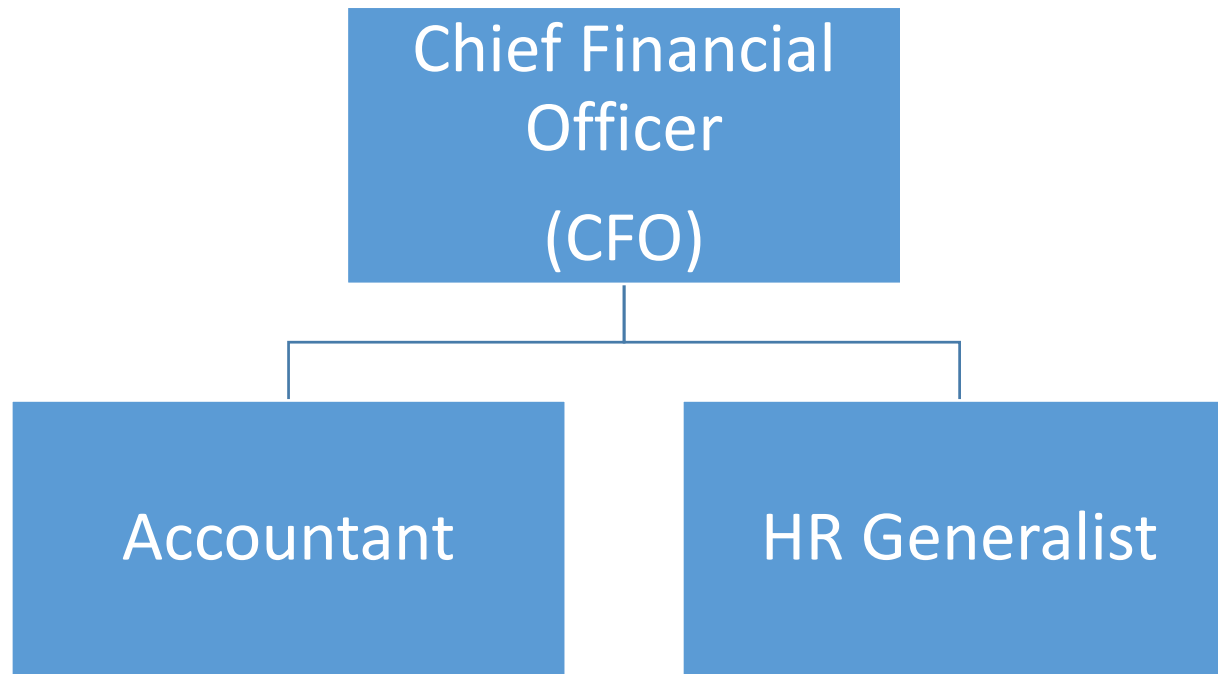 Chief Financial
Officer
(CFO)
Accountant
HR Generalist